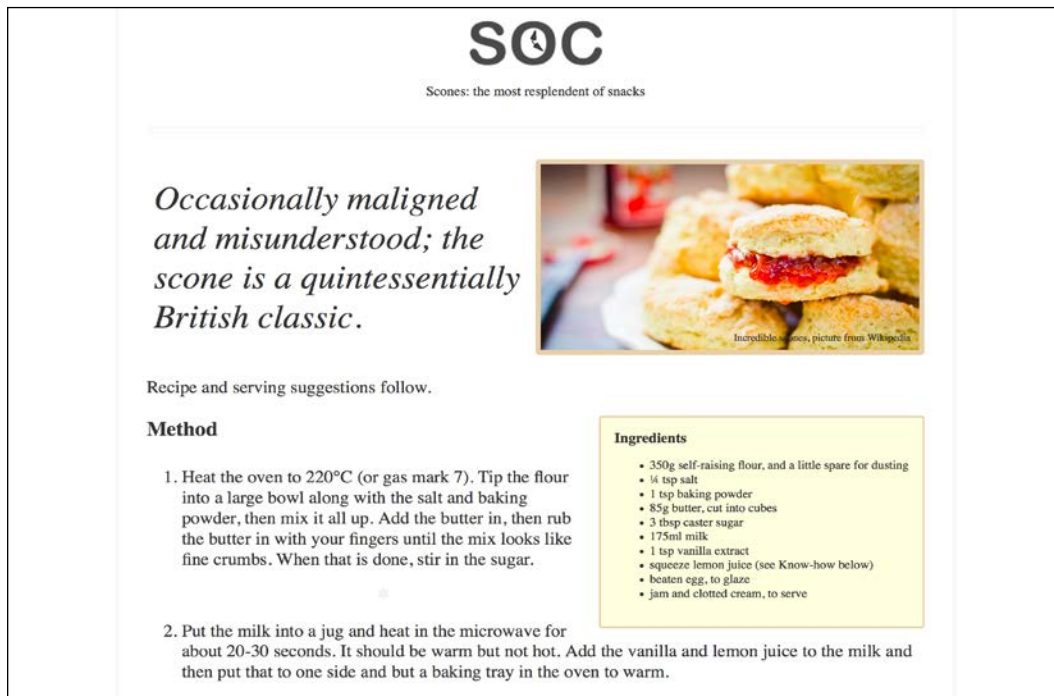 SOC
Scones: the most resplendent of snacks
Occasionally maligned
and misunderstood; the
scone is a quintessentially
British classic.
Incredible scones, picture from Wikipedia
Recipe and serving suggestions follow.
Method
1. Heat the oven to 220°C (or gas mark 7). Tip the flour
into a large bowl along with the salt and baking
powder, then mix it all up. Add the butter in, then rub
the butter in with your fingers until the mix looks like
fine crumbs. When that is done, stir in the sugar.
Ingredients
• 350g self-raising flour, and a little spare for dusting
• ¼ tsp salt
• 1 tsp baking powder
• 85g butter, cut into cubes
• 3 tbsp caster sugar
• 175ml milk
• 1 tsp vanilla extract
• squeeze lemon juice (see Know-how below)
• beaten egg, to glaze
• jam and clotted cream, to serve
2. Put the milk into a jug and heat in the microwave for
about 20-30 seconds. It should be warm but not hot. Add the vanilla and lemon juice to the milk and
then put that to one side and but a baking tray in the oven to warm.